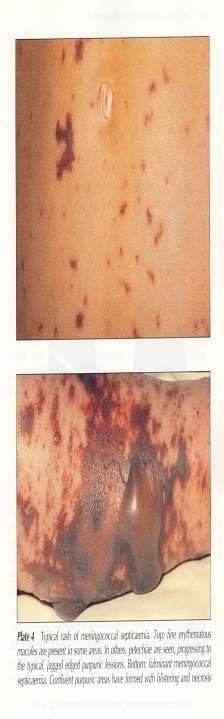 Plate 4 Typical rash of meningococcal septicaemia. Top: fine erythematous
macules are present in some areas. In others, petechiae are seen, progressing to
the typical, jagged edged purpuric lessions. Bottom: fulminant meningococcal
septicaemia. Confluent purpuric areas have formed with blistering and necrosis